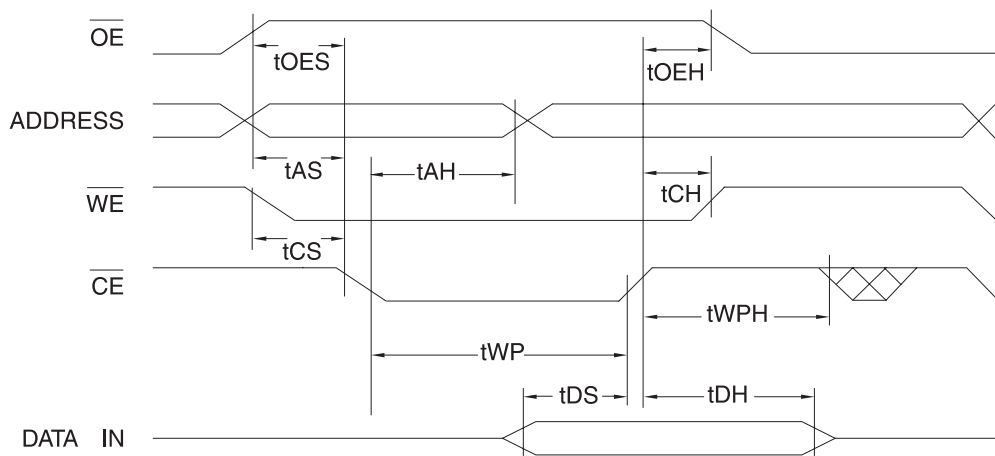 OE
tOES
tOEH
ADDRESS
tAS
tAH
WE
tCH
tCS
CE
tWPH
tWP
tDS
tDH
DATA IN